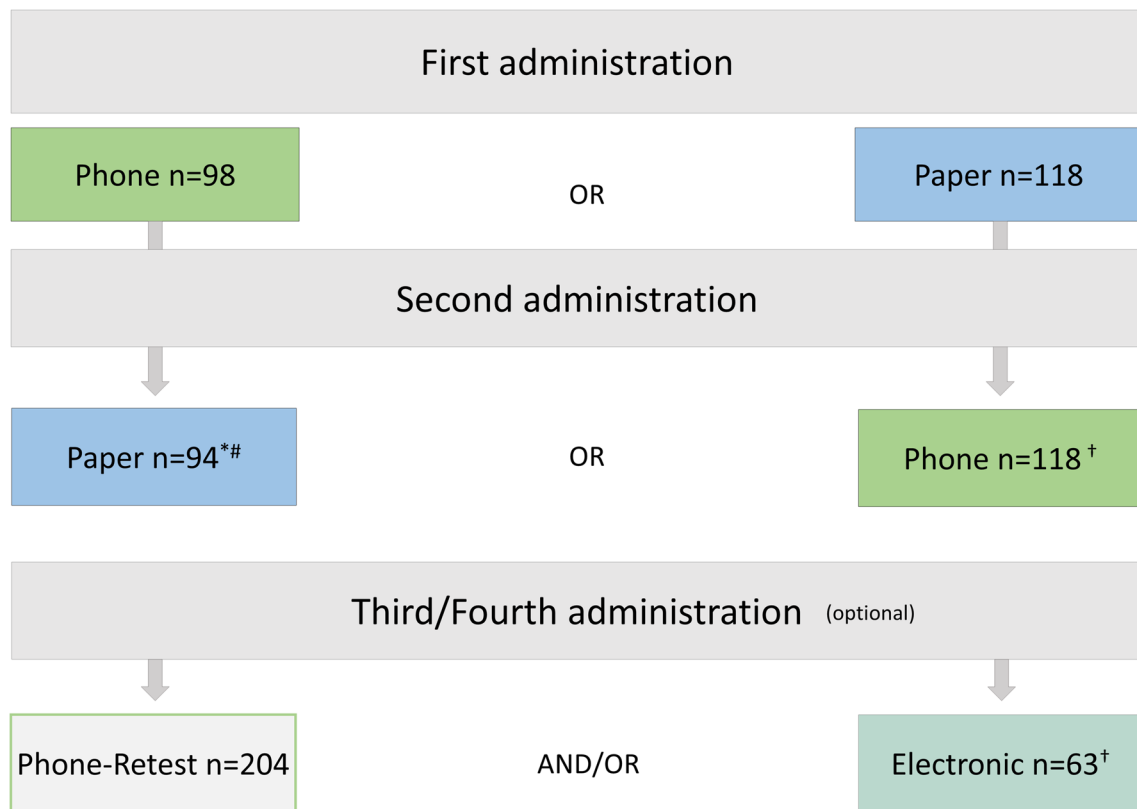 First administration
Phone n=98
OR
Paper n=118
Second administration
Paper n=94*#
OR
Phone n=118 †
Third/Fourth administration (optional)
Phone-Retest n=204
AND/OR
Electronic n=63†